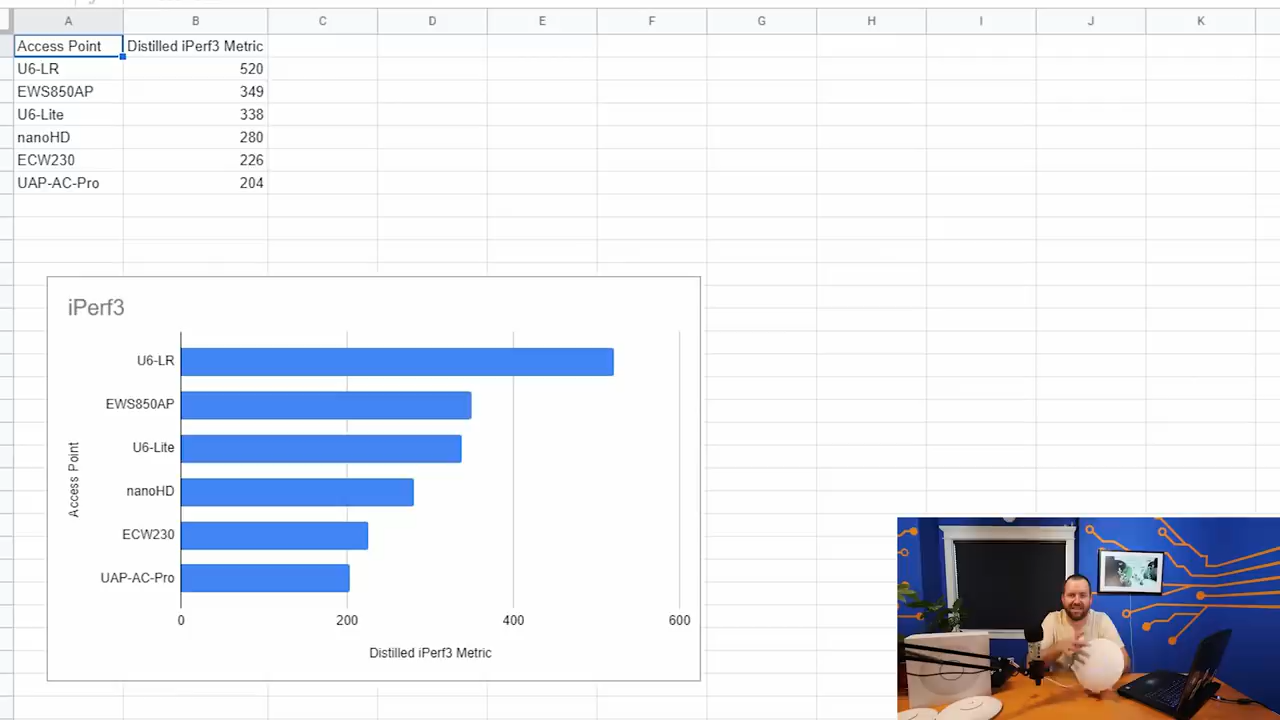 A B C D E F G H I J K
Access Point Distilled iPerf3 Metric
U6-LR 520
EWS850AP 349
U6-Lite 338
nanoHD 280
ECW230 226
UAP-AC-Pro 204
iPerf3
Access Point
U6-LR
EWS850AP
U6-Lite
nanoHD
ECW230
UAP-AC-Pro
0 200 400 600
Distilled iPerf3 Metric